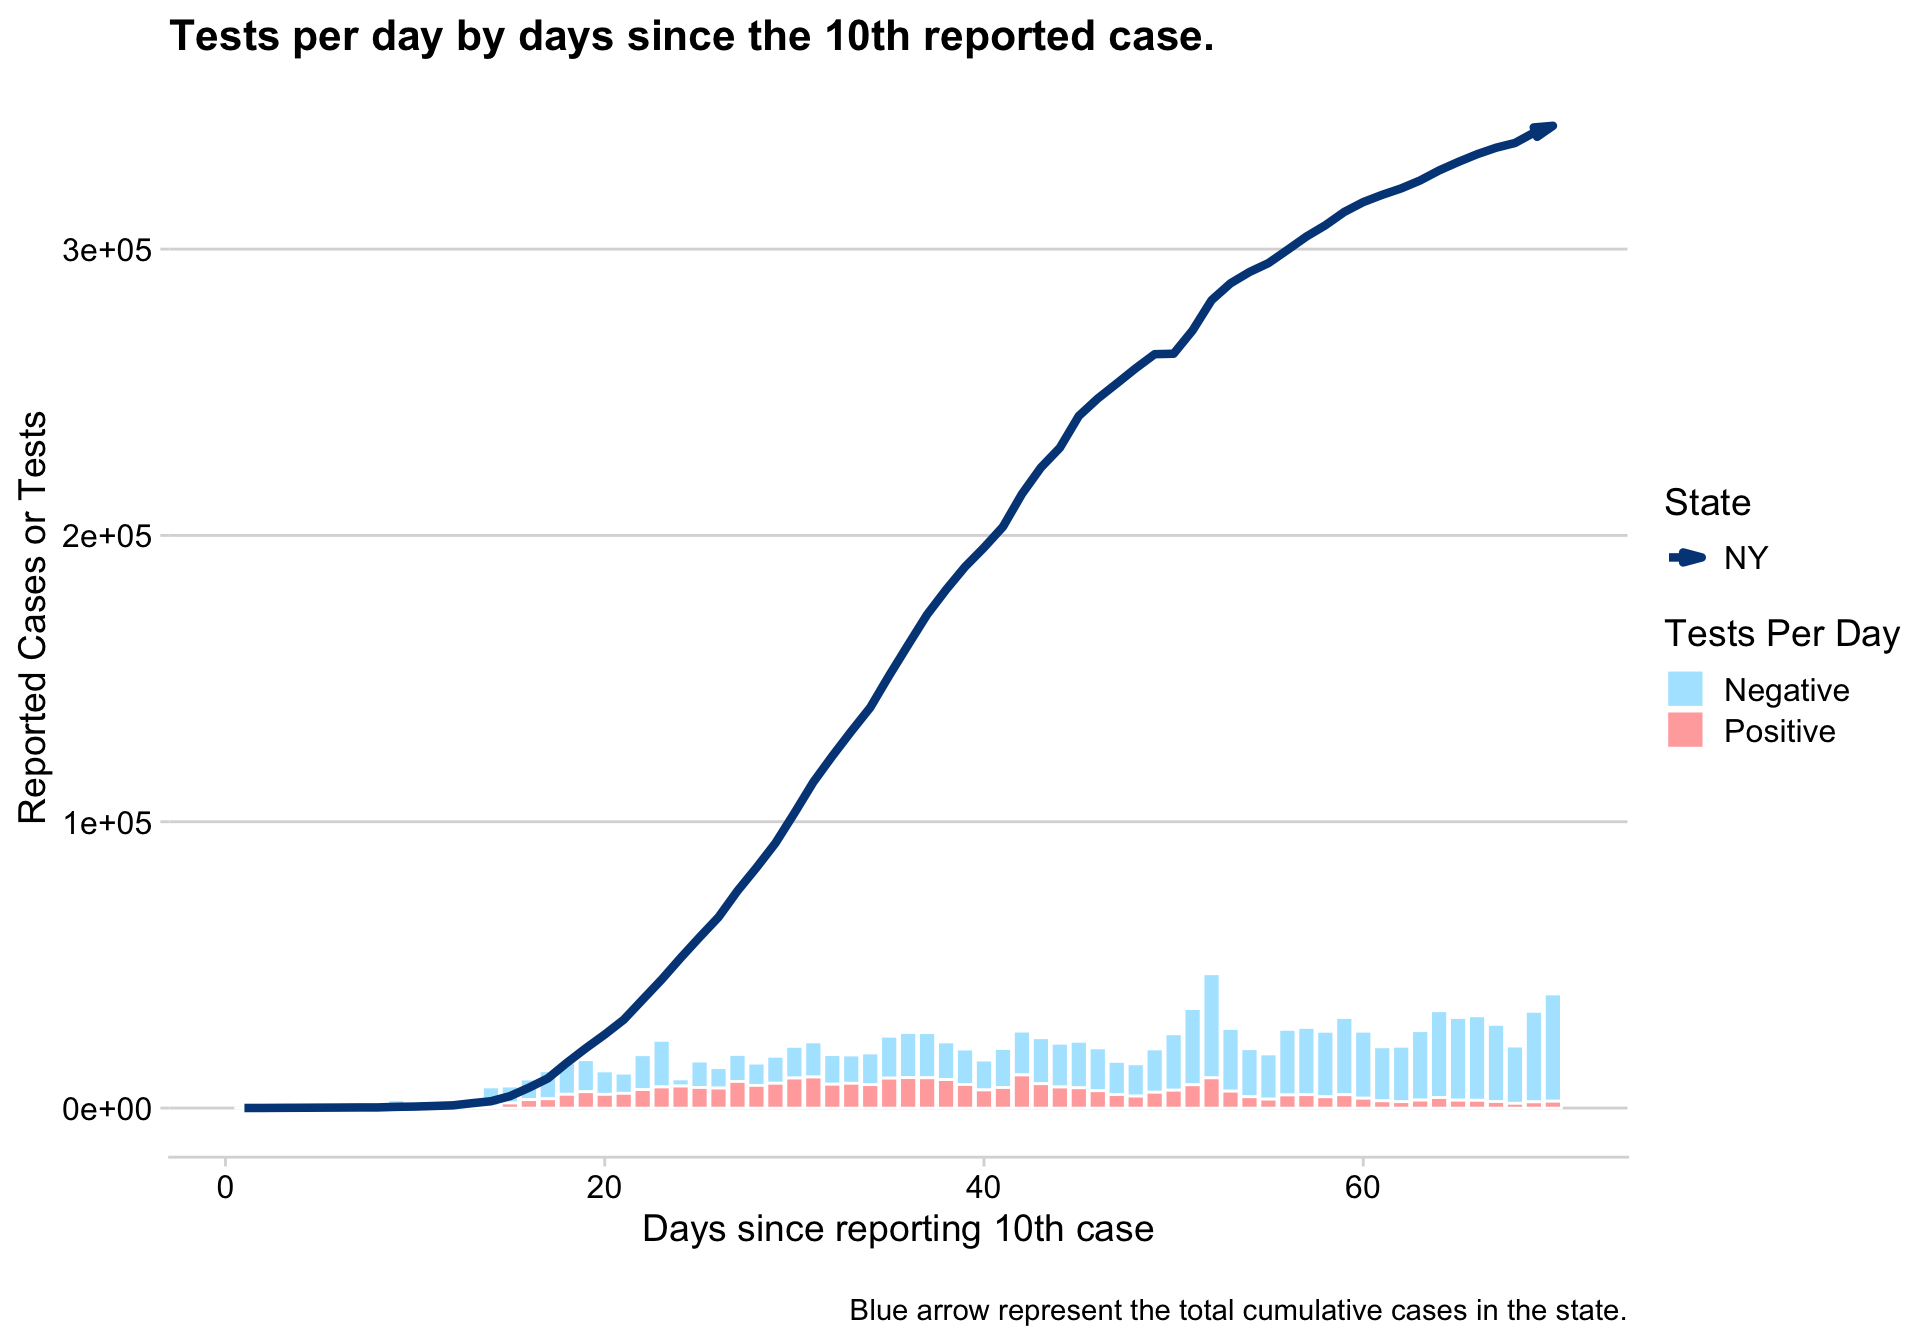 Tests per day by days since the 10th reported case.
Reported Cases or Tests
3e+05
2e+05
1e+05
0e+00
0
20
40
60
Days since reporting 10th case
State
NY
Tests Per Day
Negative
Positive
Blue arrow represent the total cumulative cases in the state.